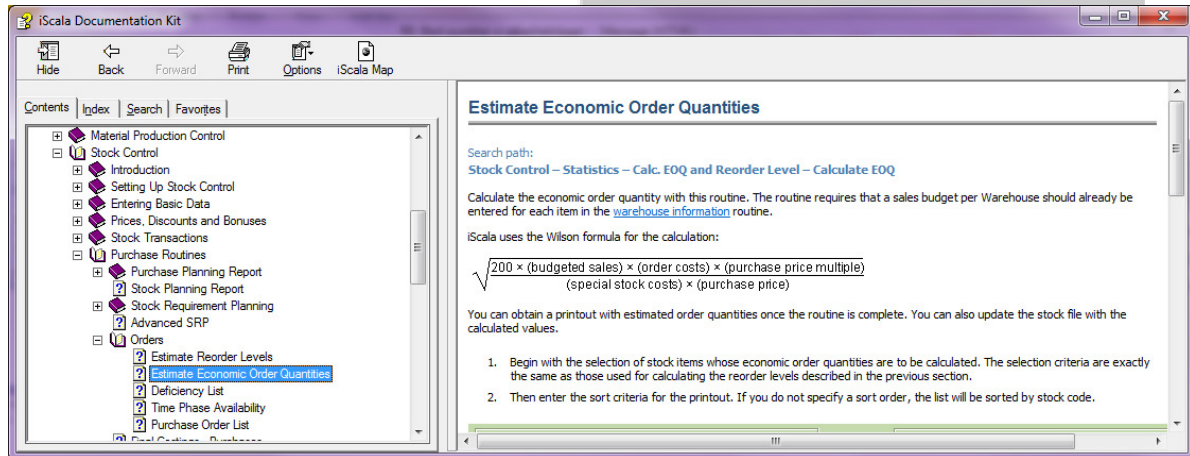 iScala Documentation Kit
Hide Back Forward Print Options iScala Map
Contents Index Search Favorites
Material Production Control
Stock Control
Introduction
Setting Up Stock Control
Entering Basic Data
Prices, Discounts and Bonuses
Stock Transactions
Purchase Routines
Purchase Planning Report
Stock Planning Report
Stock Requirement Planning
Advanced SRP
Orders
Estimate Reorder Levels
Estimate Economic Order Quantities
Deficiency List
Time Phase Availability
Purchase Order List
Estimate Economic Order Quantities
Search path:
Stock Control – Statistics – Calc. EOQ and Reorder Level – Calculate EOQ
Calculate the economic order quantity with this routine. The routine requires that a sales budget per Warehouse should already be
entered for each item in the warehouse information routine.
iScala uses the Wilson formula for the calculation:
√ 200 × (budgeted sales) × (order costs) × (purchase price multiple)
(special stock costs) × (purchase price)
You can obtain a printout with estimated order quantities once the routine is complete. You can also update the stock file with the
calculated values.
1. Begin with the selection of stock items whose economic order quantities are to be calculated. The selection criteria are exactly
the same as those used for calculating the reorder levels described in the previous section.
2. Then enter the sort criteria for the printout. If you do not specify a sort order, the list will be sorted by stock code.